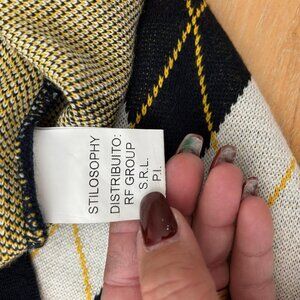 STILOSOPHY
DISTRIBUITO:
RF GROUP
S.R.L.
P.I.